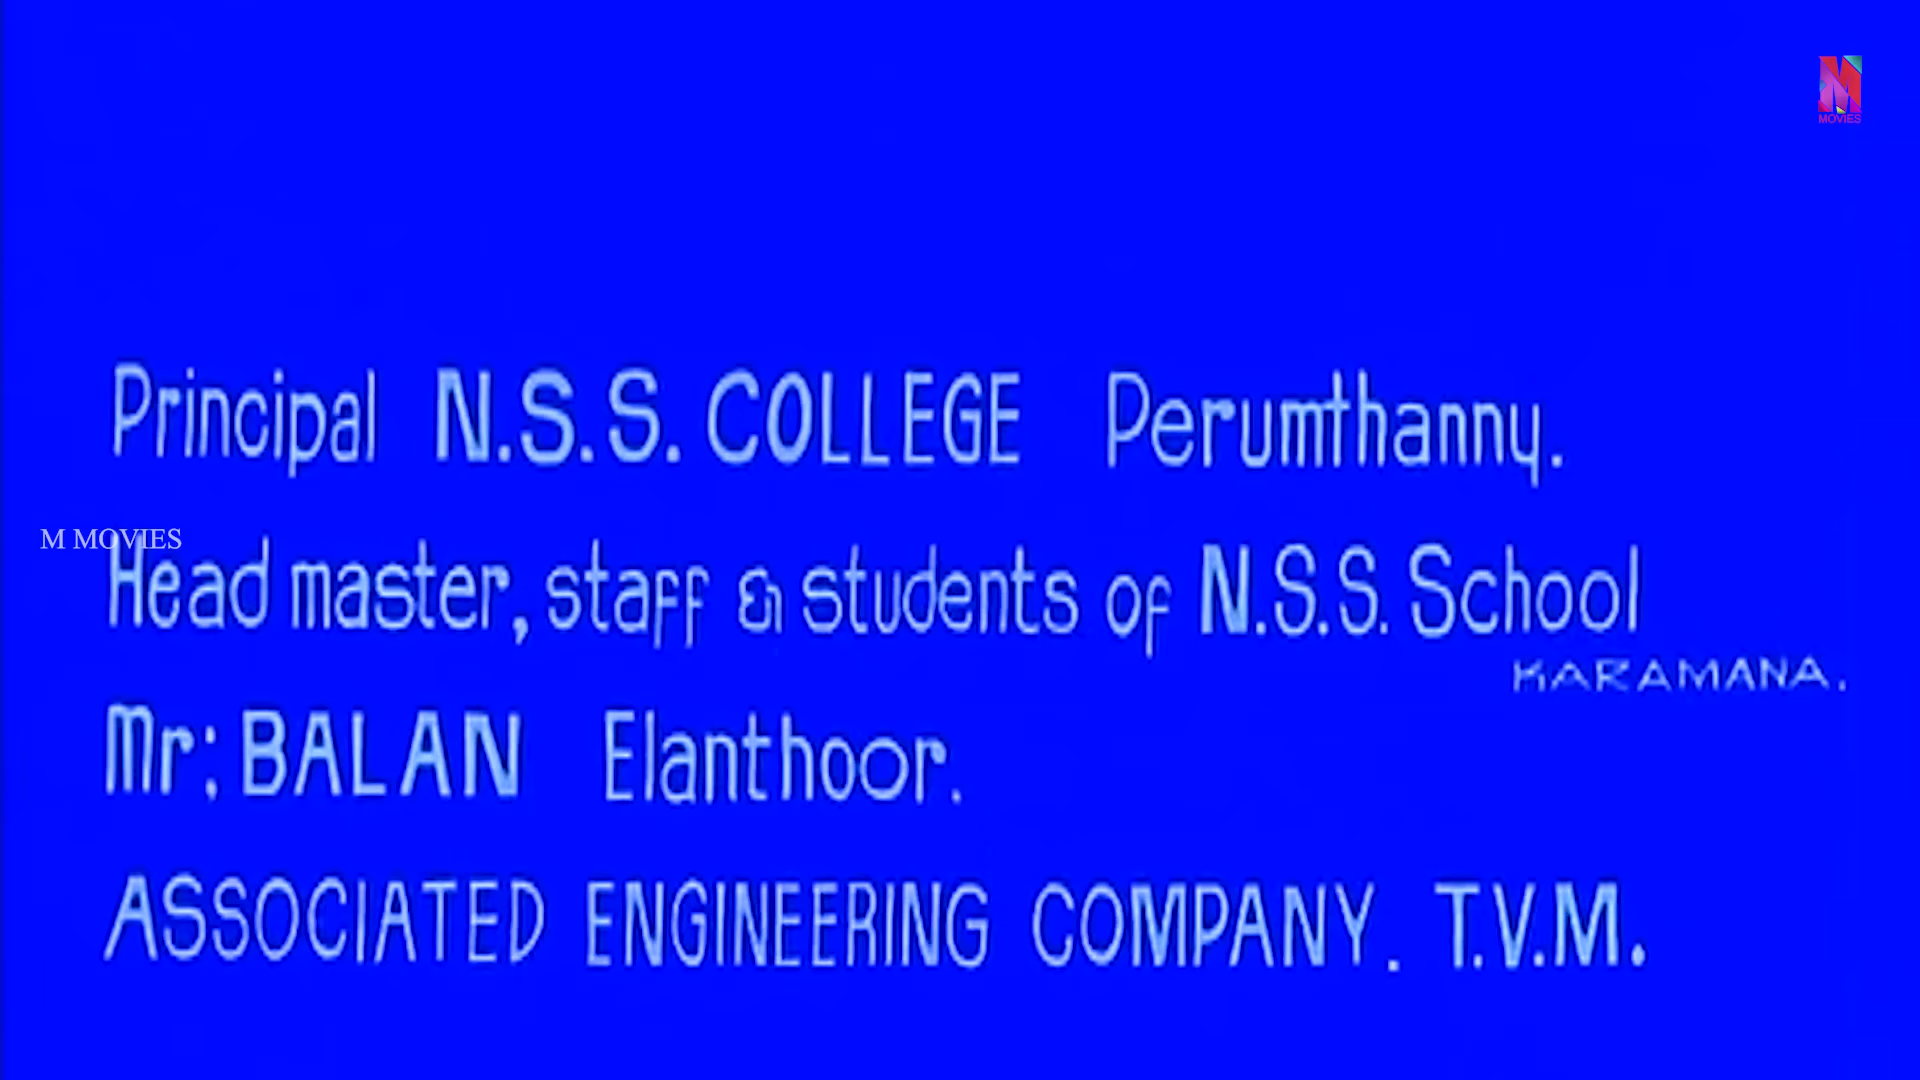 M
MOVIES
Principal N.S.S. COLLEGE Perumthanny.
M MOVIES
Head master, staff & students of N.S.S. School
KARAMANA.
Mr: BALAN Elanthoor.
ASSOCIATED ENGINEERING COMPANY. T.V.M.